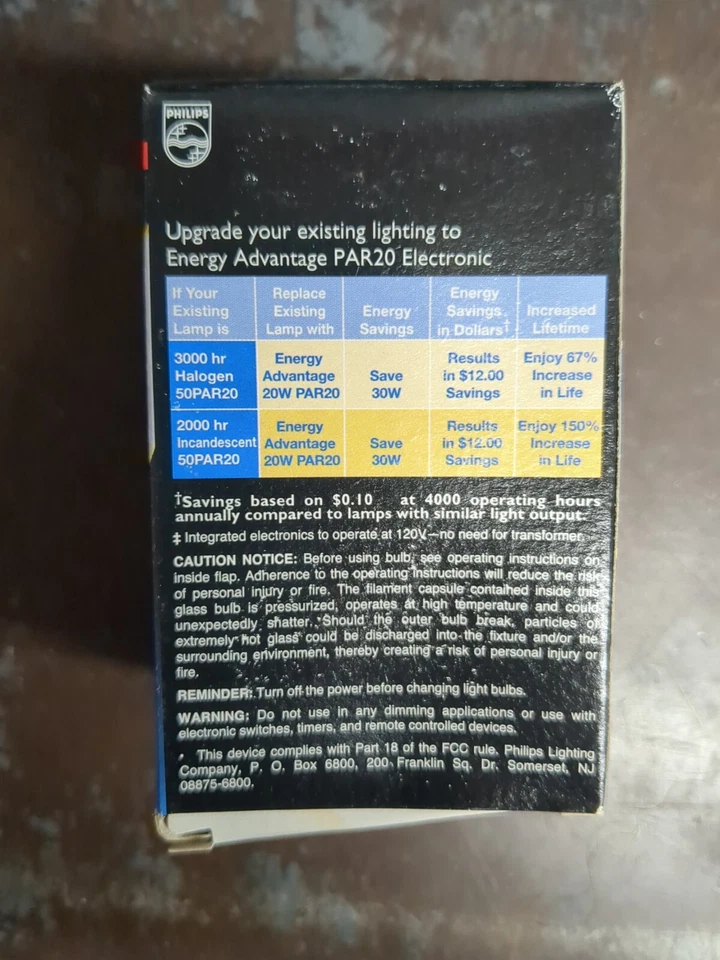 PHILIPS
Upgrade your existing lighting to
Energy Advantage PAR20 Electronic
If Your Existing Lamp is
Replace Existing Lamp with
Energy Savings
Energy Savings in Dollars†
Increased Lifetime
3000 hr Halogen 50PAR20
Energy Advantage 20W PAR20
Save 30W
Results in $12.00 Savings
Enjoy 67% Increase in Life
2000 hr Incandescent 50PAR20
Energy Advantage 20W PAR20
Save 30W
Results in $12.00 Savings
Enjoy 150% Increase in Life
†Savings based on $0.10 at 4000 operating hours
annually compared to lamps with similar light output.
‡ Integrated electronics to operate at 120V—no need for transformer.
CAUTION NOTICE: Before using bulb, see operating instructions on
inside flap. Adherence to the operating instructions will reduce the risk
of personal injury or fire. The filament capsule contained inside this
glass bulb is pressurized, operates at high temperature and could
unexpectedly shatter. Should the outer bulb break, particles of
extremely hot glass could be discharged into the fixture and/or the
surrounding environment, thereby creating a risk of personal injury or
fire.
REMINDER: Turn off the power before changing light bulbs.
WARNING: Do not use in any dimming applications or use with
electronic switches, timers, and remote controlled devices.
• This device complies with Part 18 of the FCC rule. Philips Lighting
Company, P. O. Box 6800, 200 Franklin Sq. Dr. Somerset, NJ
08875-6800.